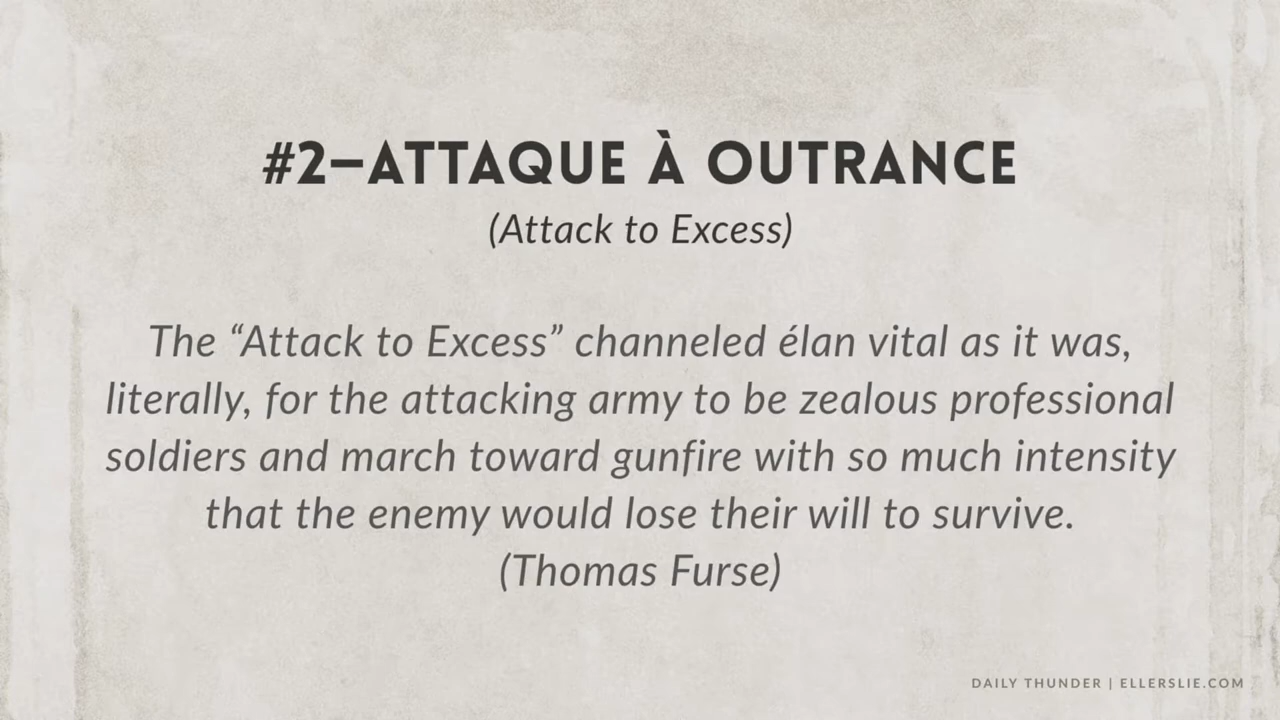 #2—ATTAQUE À OUTRANCE
(Attack to Excess)
The “Attack to Excess” channeled élan vital as it was,
literally, for the attacking army to be zealous professional
soldiers and march toward gunfire with so much intensity
that the enemy would lose their will to survive.
(Thomas Furse)
DAILY THUNDER | ELLERSLIE.COM